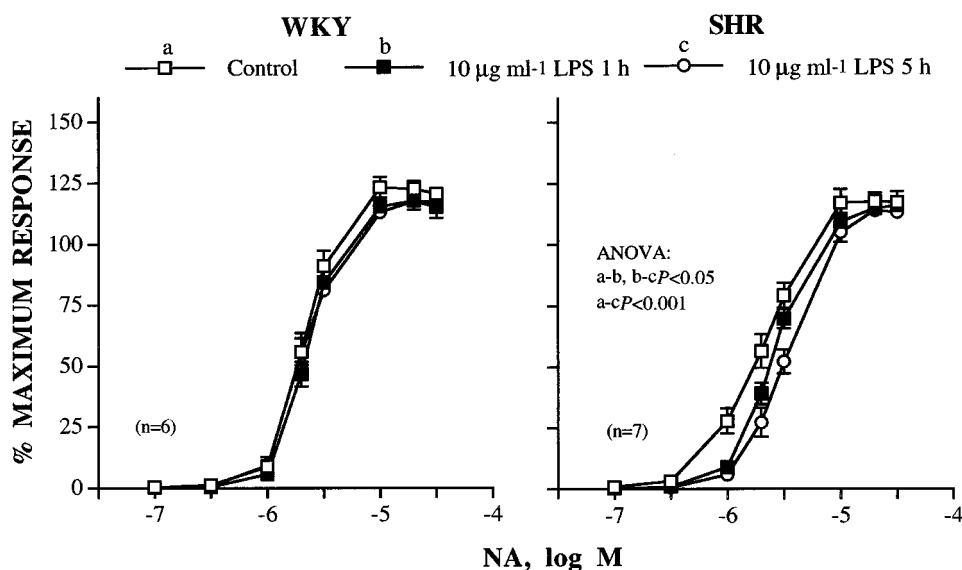 WKY SHR
a b c
Control 10 µg ml-1 LPS 1 h 10 µg ml-1 LPS 5 h
% MAXIMUM RESPONSE
150
125
100
75
50
25
0
(n=6)
-7 -6 -5 -4
ANOVA:
a-b, b-cP<0.05
a-cP<0.001
(n=7)
-7 -6 -5 -4
NA, log M